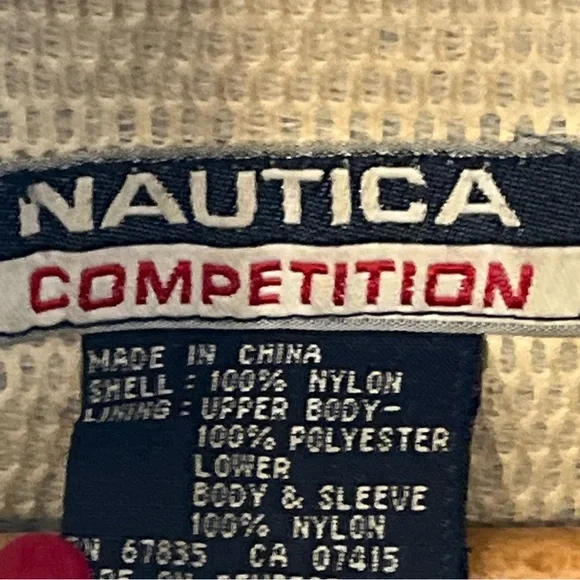 NAUTICA
COMPETITION
MADE IN CHINA
SHELL : 100% NYLON
LINING : UPPER BODY-
100% POLYESTER
LOWER
BODY & SLEEVE
100% NYLON
67835 CA 07415